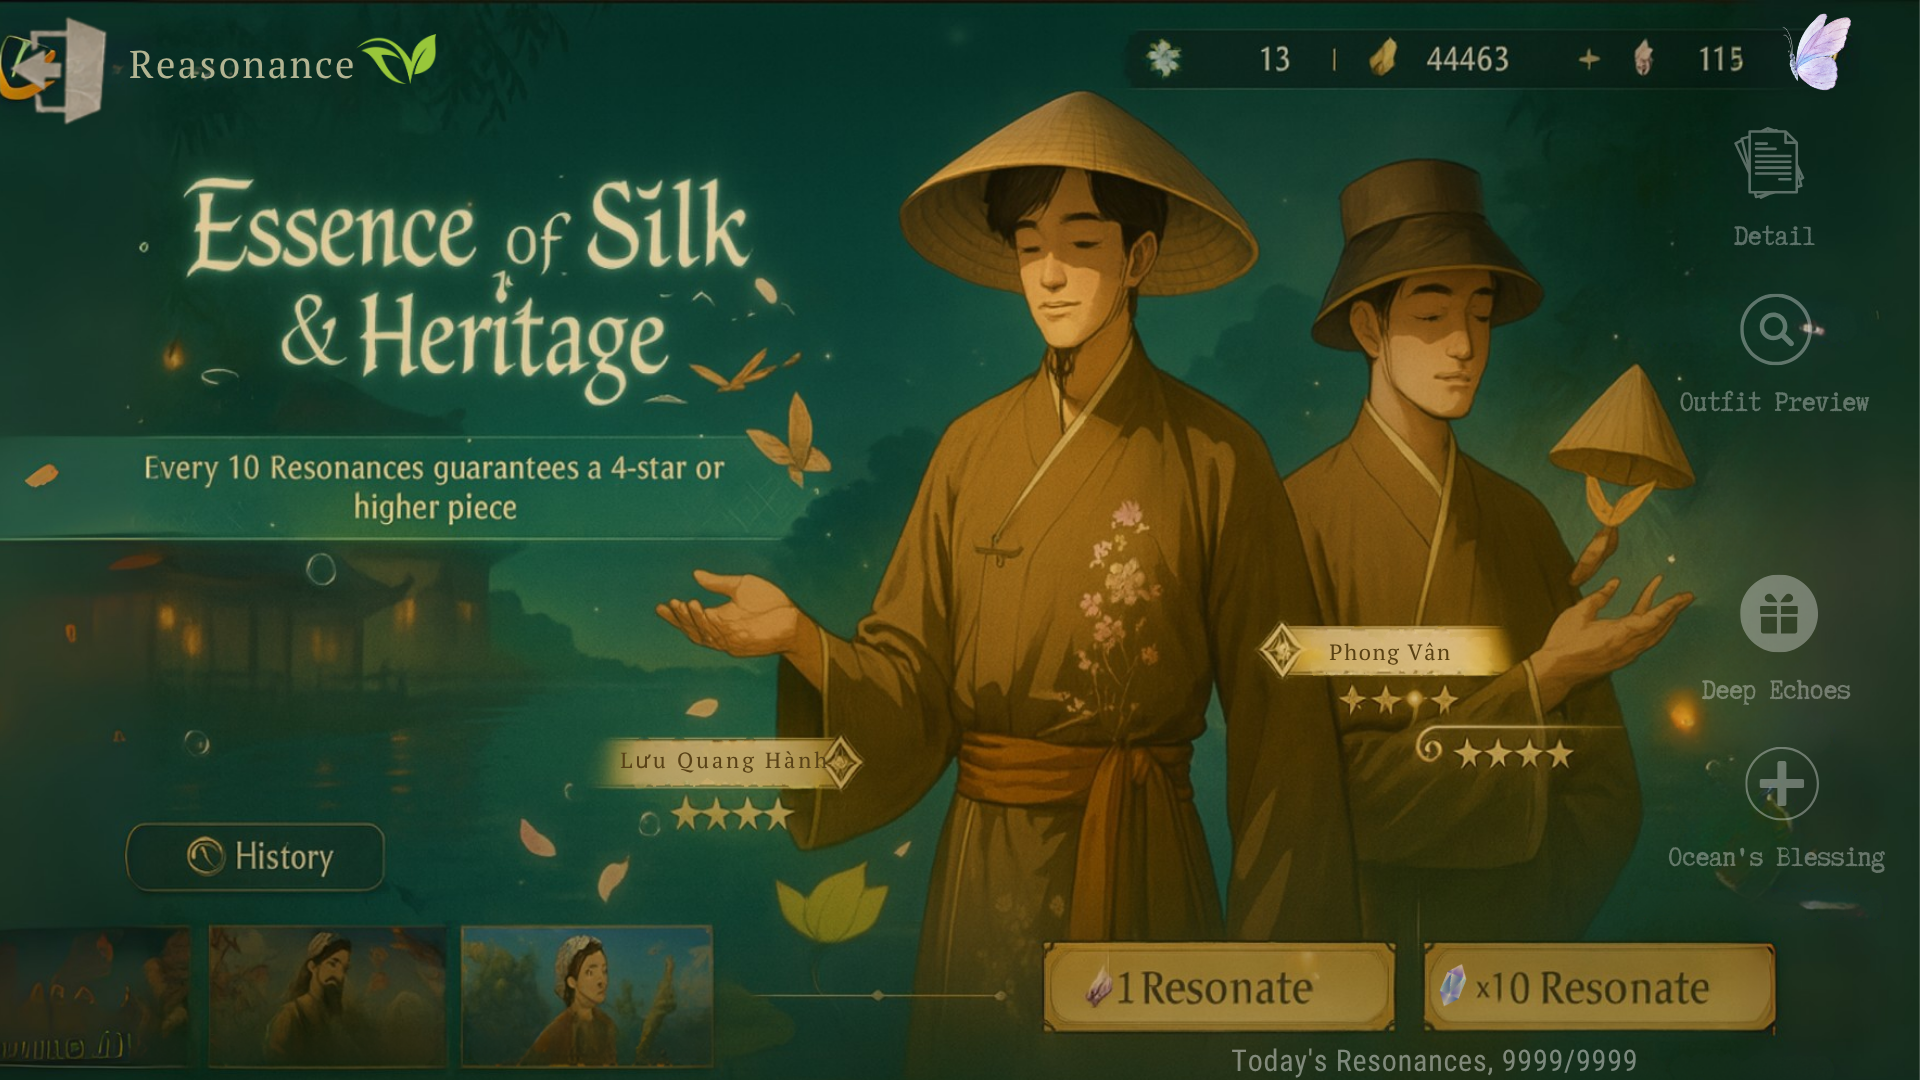 Reasonance
13 | 44463 + 115
Essence of Silk
& Heritage
Every 10 Resonances guarantees a 4-star or
higher piece
Detail
Outfit Preview
Deep Echoes
Ocean's Blessing
Phong Vân
Lưu Quang Hành
History
1 Resonate
x10 Resonate
Today's Resonances, 9999/9999